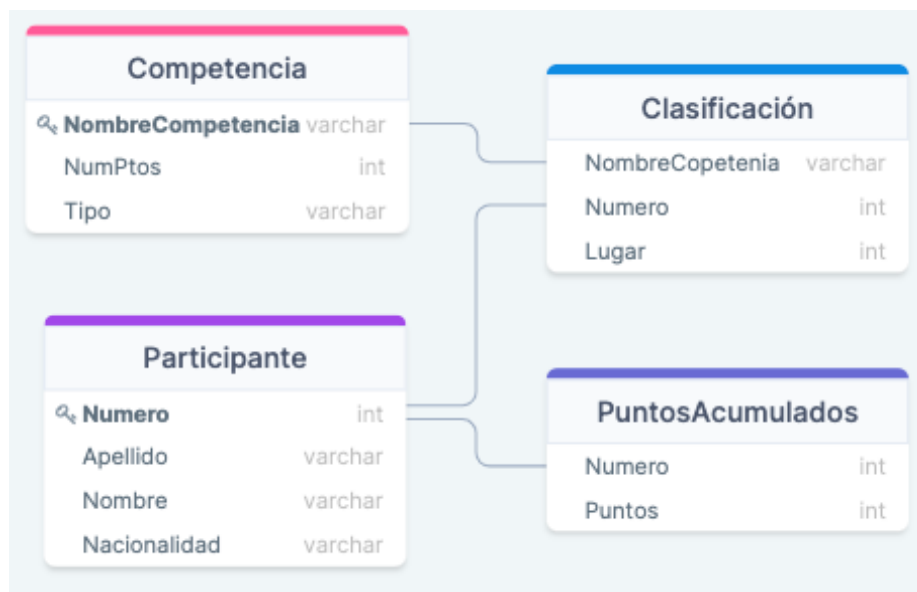 Competencia
NombreCompetencia varchar
NumPtos int
Tipo varchar
Clasificación
NombreCopetenia varchar
Numero int
Lugar int
Participante
Numero int
Apellido varchar
Nombre varchar
Nacionalidad varchar
PuntosAcumulados
Numero int
Puntos int